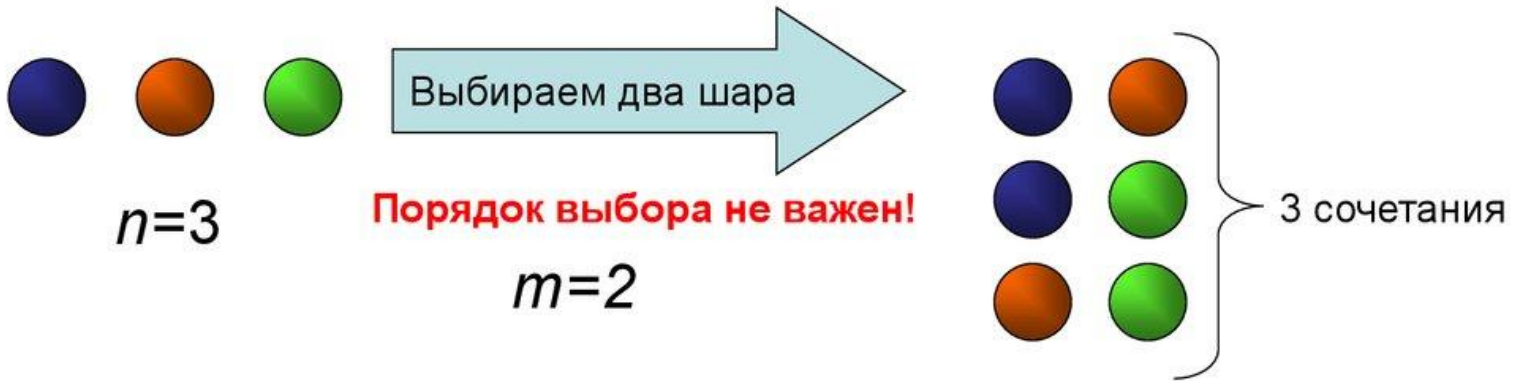 Выбираем два шара
n=3
Порядок выбора не важен!
m=2
3 сочетания